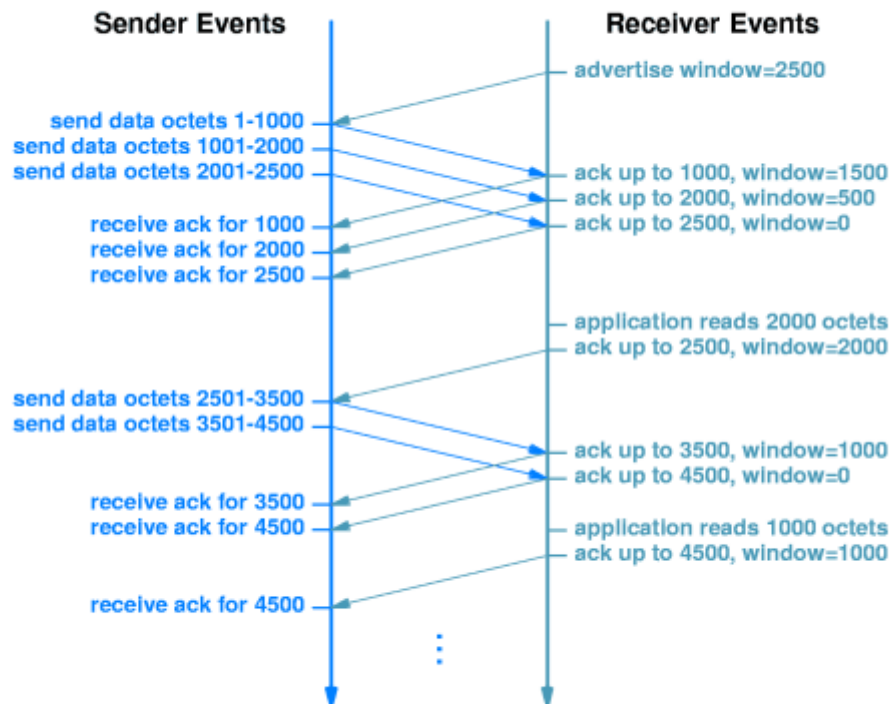 Sender Events
Receiver Events
advertise window=2500
send data octets 1-1000
send data octets 1001-2000
send data octets 2001-2500
ack up to 1000, window=1500
ack up to 2000, window=500
ack up to 2500, window=0
receive ack for 1000
receive ack for 2000
receive ack for 2500
application reads 2000 octets
ack up to 2500, window=2000
send data octets 2501-3500
send data octets 3501-4500
ack up to 3500, window=1000
ack up to 4500, window=0
receive ack for 3500
receive ack for 4500
application reads 1000 octets
ack up to 4500, window=1000
receive ack for 4500